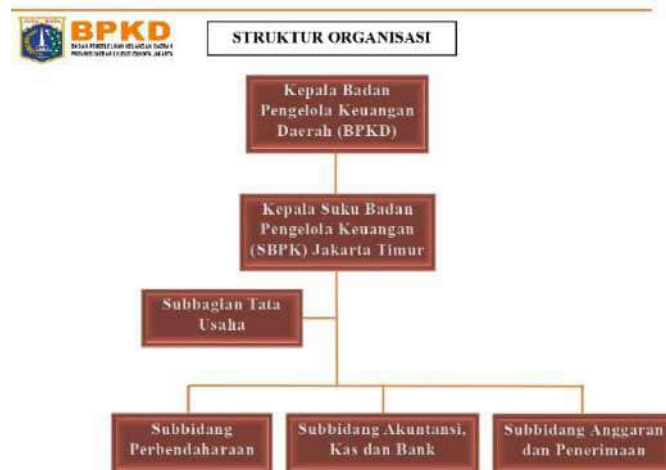 BPKD
STRUKTUR ORGANISASI
Kepala Badan
Pengelola Keuangan
Daerah (BPKD)
Kepala Suku Badan
Pengelola Keuangan
(SBPK) Jakarta Timur
Subbagian Tata
Usaha
Subbidang
Perbendaharaan
Subbidang Akuntansi,
Kas dan Bank
Subbidang Anggaran
dan Penerimaan